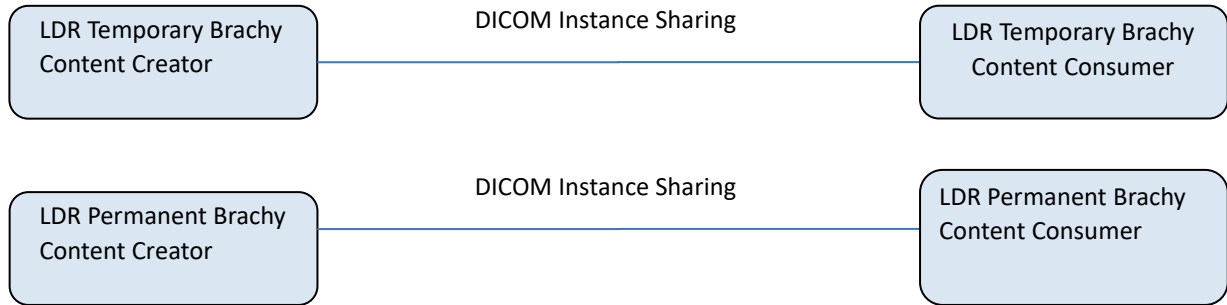 LDR Temporary Brachy
Content Creator
DICOM Instance Sharing
LDR Temporary Brachy
Content Consumer
LDR Permanent Brachy
Content Creator
DICOM Instance Sharing
LDR Permanent Brachy
Content Consumer